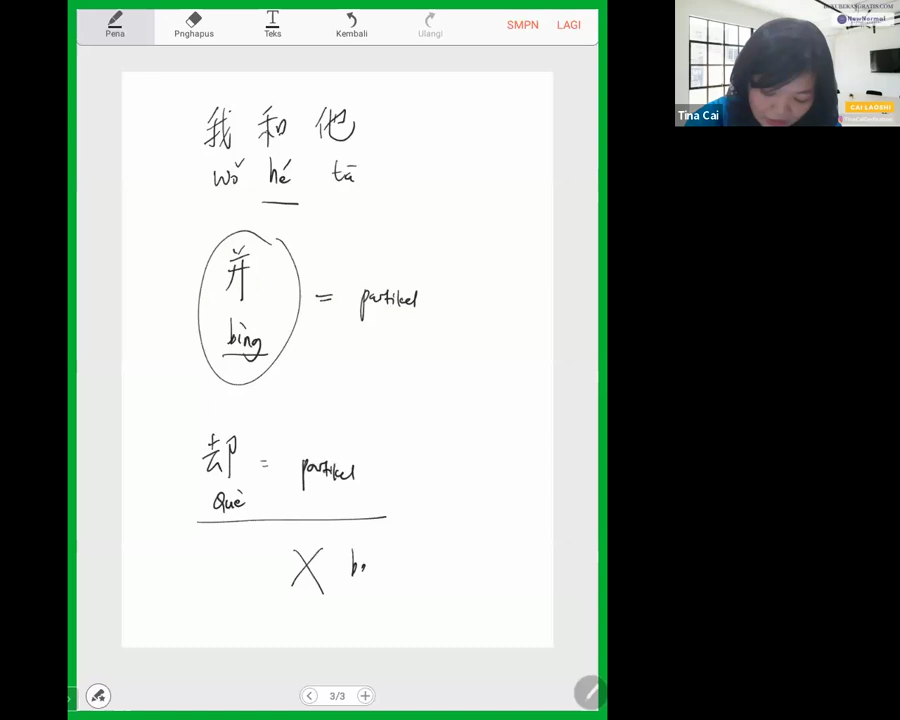 Pena Pnghapus Teks Kembali Ulangi SMPN LAGI
我 和 他
wǒ hé tā
并 = partikel
bìng
却 = partikel
què
X b
3/3
CAI LAOSHI
Tina Cai